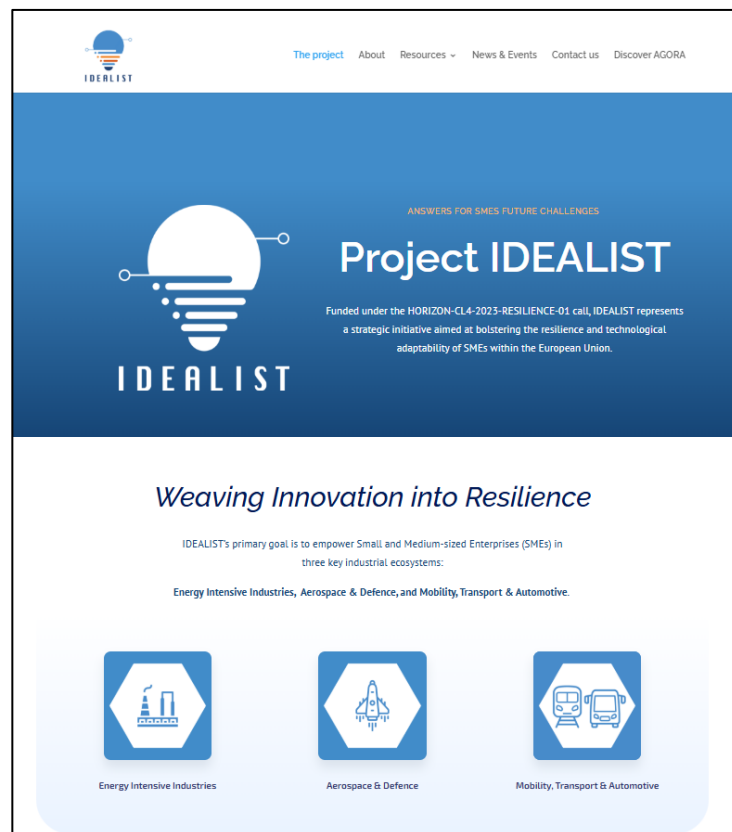 IDEALIST
The project About Resources News & Events Contact us Discover AGORA
ANSWERS FOR SMES FUTURE CHALLENGES
Project IDEALIST
Funded under the HORIZON-CL4-2023-RESILIENCE-01 call, IDEALIST represents
a strategic initiative aimed at bolstering the resilience and technological
adaptability of SMEs within the European Union.
IDEALIST
Weaving Innovation into Resilience
IDEALIST's primary goal is to empower Small and Medium-sized Enterprises (SMEs) in
three key industrial ecosystems:
Energy Intensive Industries, Aerospace & Defence, and Mobility, Transport & Automotive.
Energy Intensive Industries
Aerospace & Defence
Mobility, Transport & Automotive